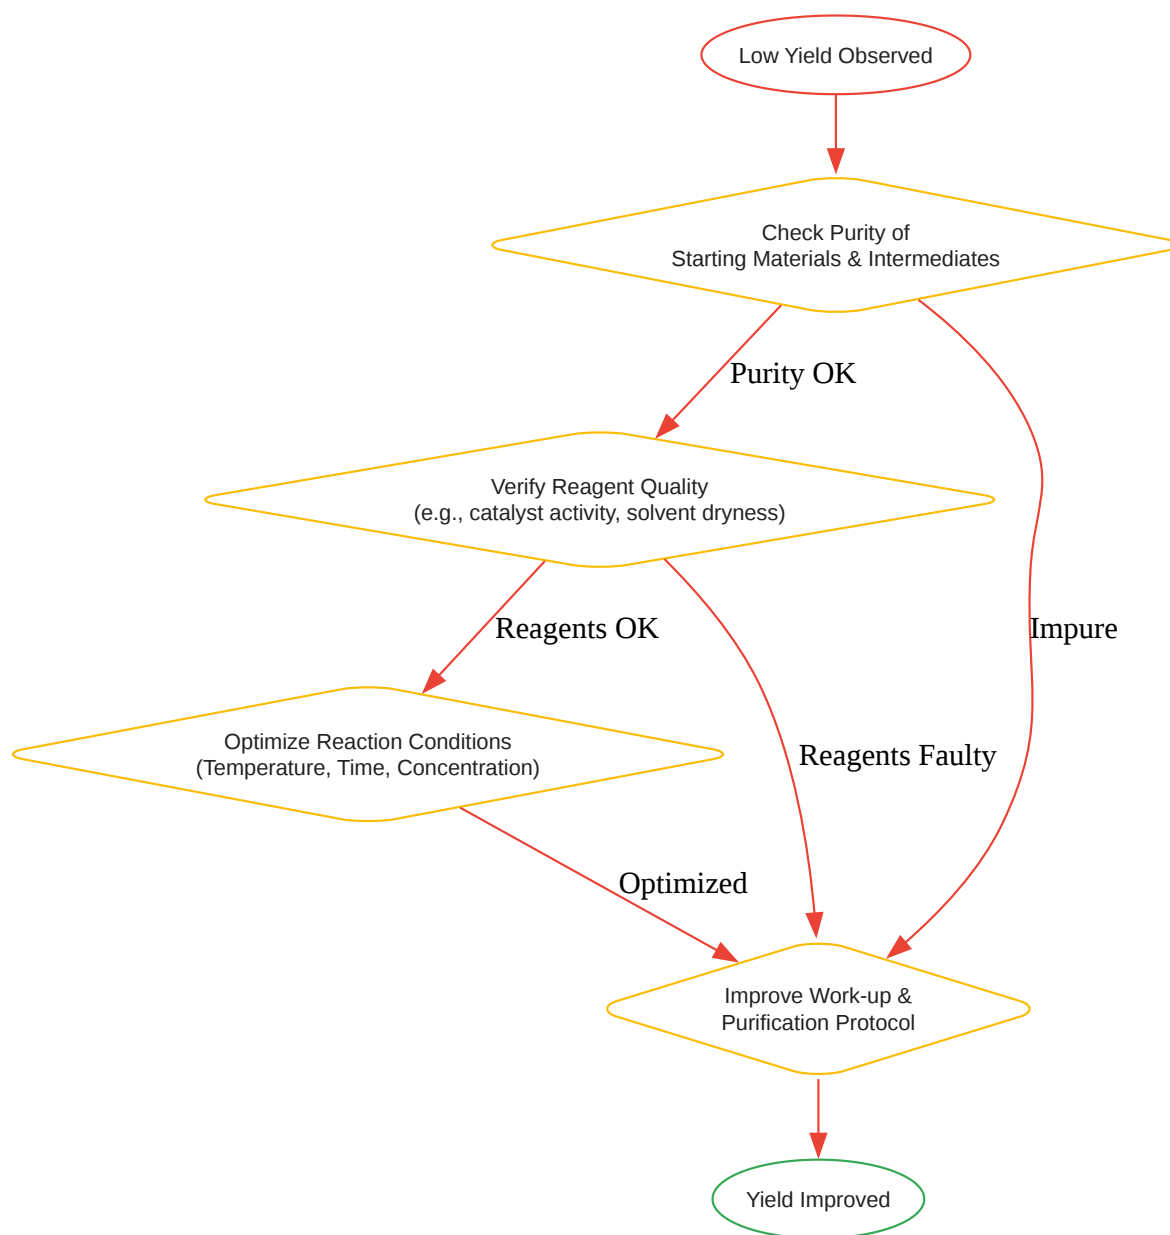 Low Yield Observed
Check Purity of
Starting Materials & Intermediates
Purity OK
Verify Reagent Quality
(e.g., catalyst activity, solvent dryness)
Reagents OK
Impure
Optimize Reaction Conditions
(Temperature, Time, Concentration)
Reagents Faulty
Optimized
Improve Work-up &
Purification Protocol
Yield Improved